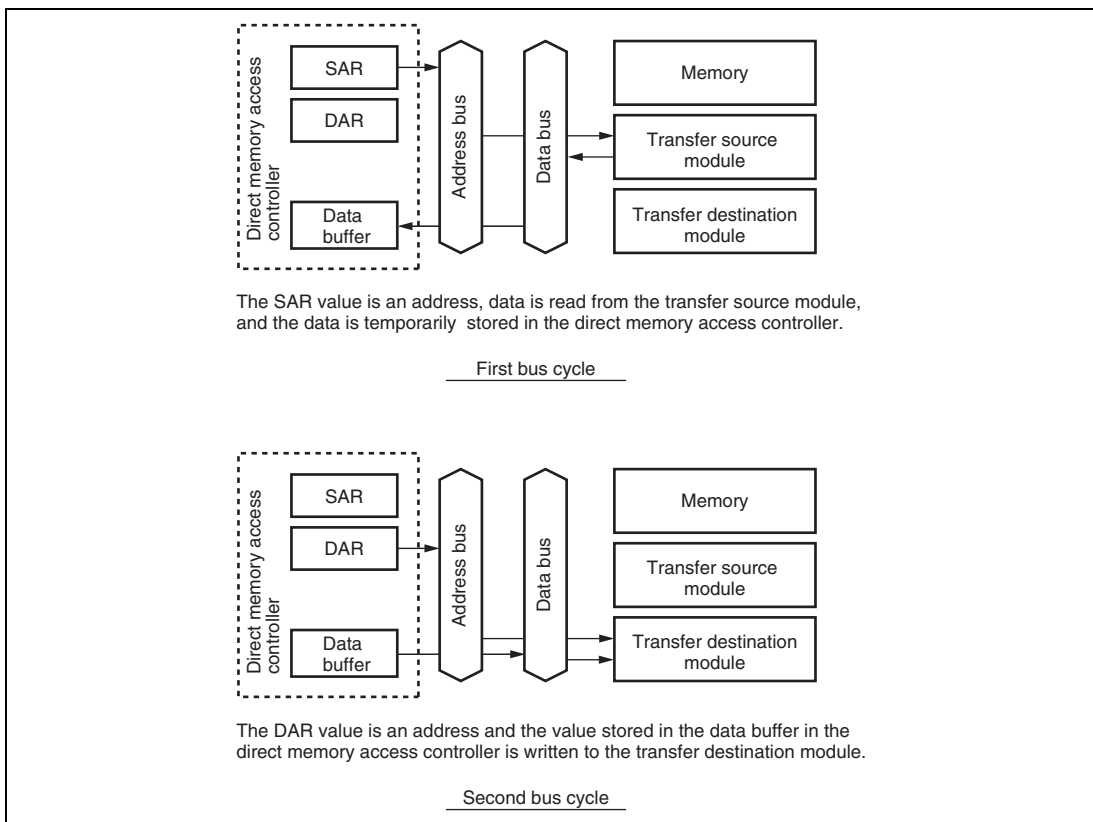 Direct memory access
controller
SAR
DAR
Data
buffer
Address bus
Data bus
Memory
Transfer source
module
Transfer destination
module
The SAR value is an address, data is read from the transfer source module,
and the data is temporarily stored in the direct memory access controller.
First bus cycle
Direct memory access
controller
SAR
DAR
Data
buffer
Address bus
Data bus
Memory
Transfer source
module
Transfer destination
module
The DAR value is an address and the value stored in the data buffer in the
direct memory access controller is written to the transfer destination module.
Second bus cycle